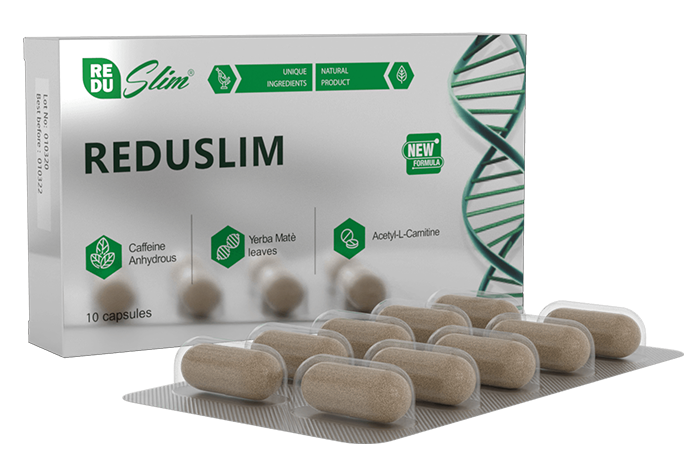 RE
DU
Slim®
UNIQUE
INGREDIENTS
NATURAL
PRODUCT
REDUSLIM
NEW
FORMULA
Caffeine
Anhydrous
Yerba Matè
leaves
Acetyl-L-Carnitine
10 capsules
Lot No: 010320
Best before : 010322